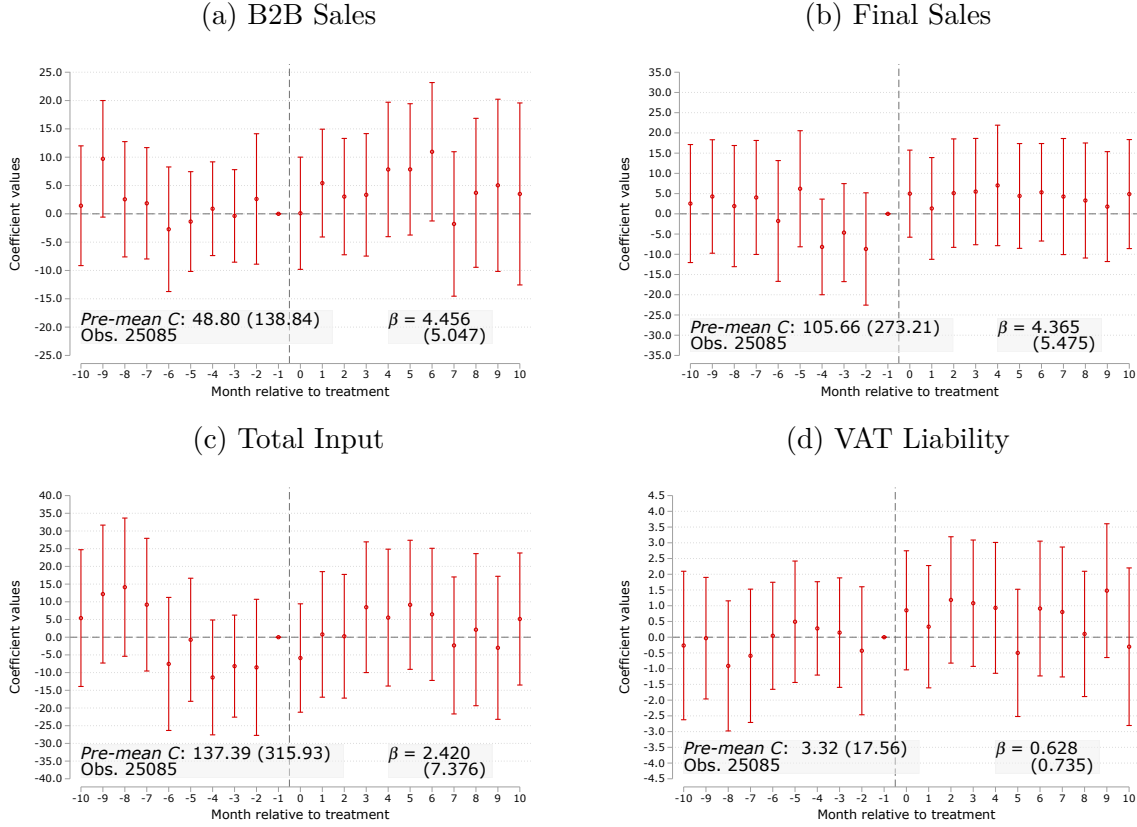 (a) B2B Sales
25.0
20.0
15.0
10.0
5.0
0.0
-5.0
-10.0
-15.0
-20.0
25.0
Coefficient values
Pre-mean C: 48.80 (138.84)
Obs. 25085
β = 4.456
(5.047)
-10 -9 -8 -7 -6 -5 -4 -3 -2 -1 0 1 2 3 4 5 6 7 8 9 10
Month relative to treatment
(b) Final Sales
35.0
30.0
25.0
20.0
15.0
10.0
5.0
0.0
-5.0
-10.0
-15.0
-20.0
-25.0
-30.0
-35.0
Coefficient values
Pre-mean C: 105.66 (273.21)
Obs. 25085
β = 4.365
(5.475)
-10 -9 -8 -7 -6 -5 -4 -3 -2 -1 0 1 2 3 4 5 6 7 8 9 10
Month relative to treatment
(c) Total Input
40.0
35.0
30.0
25.0
20.0
15.0
10.0
5.0
0.0
-5.0
-10.0
-15.0
-20.0
-25.0
-30.0
-35.0
-40.0
Coefficient values
Pre-mean C: 137.39 (315.93)
Obs. 25085
β = 2.420
(7.376)
-10 -9 -8 -7 -6 -5 -4 -3 -2 -1 0 1 2 3 4 5 6 7 8 9 10
Month relative to treatment
(d) VAT Liability
4.5
4.0
3.5
3.0
2.5
2.0
1.5
1.0
0.5
0.0
-0.5
-1.0
-1.5
-2.0
-2.5
-3.0
-3.5
-4.0
-4.5
Coefficient values
Pre-mean C: 3.32 (17.56)
Obs. 25085
β = 0.628
(0.735)
-10 -9 -8 -7 -6 -5 -4 -3 -2 -1 0 1 2 3 4 5 6 7 8 9 10
Month relative to treatment